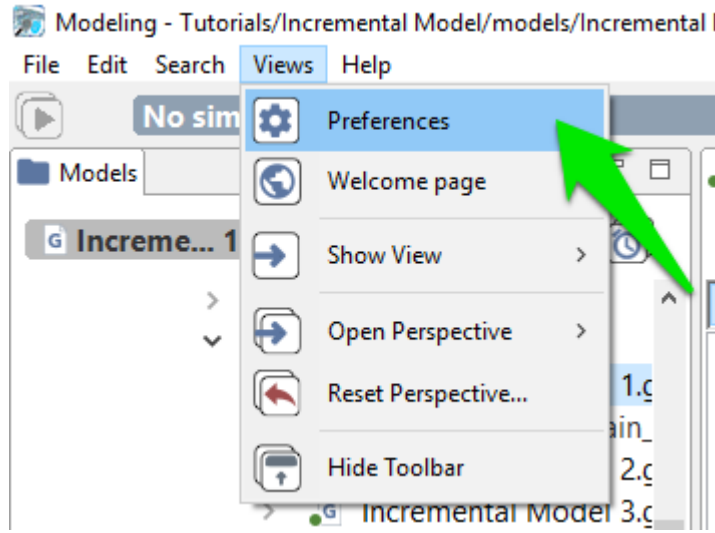 Modeling - Tutorials/Incremental Model/models/Incremental
File Edit Search Views Help
No sim
Preferences
Models
Welcome page
Increme... 1
Show View
Open Perspective
1.g
Reset Perspective...
ain_
Hide Toolbar
2.g
Incremental Model 3.g